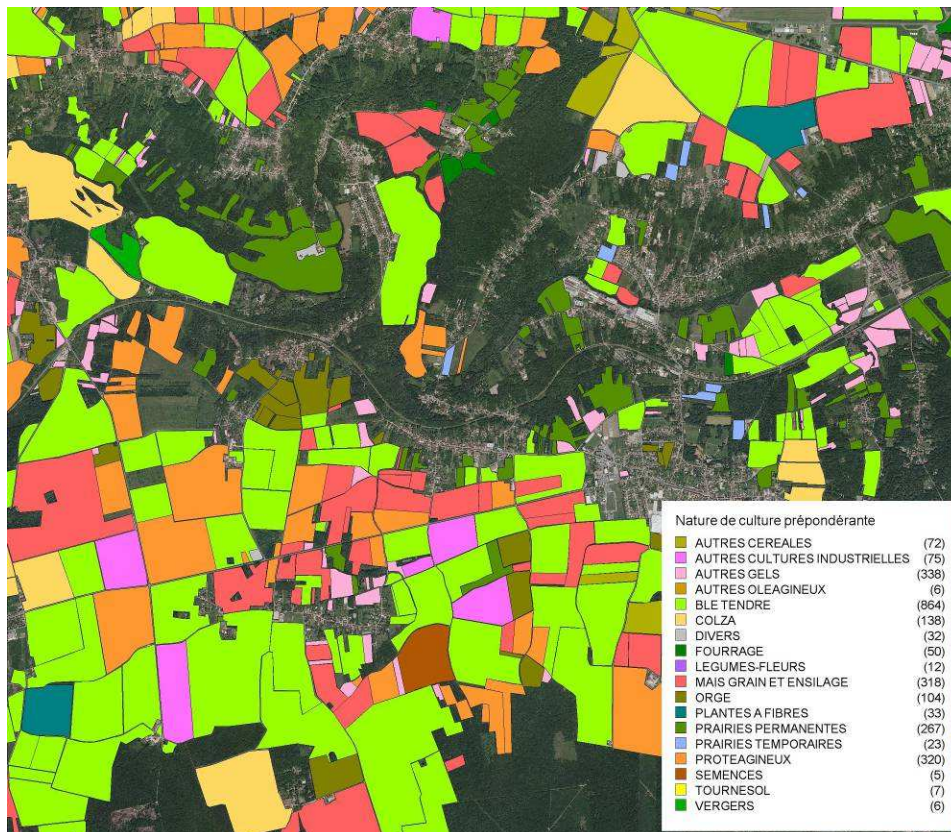 Nature de culture prépondérante
AUTRES CEREALES (72)
AUTRES CULTURES INDUSTRIELLES (75)
AUTRES GELS (338)
AUTRES OLEAGINEUX (6)
BLE TENDRE (864)
COLZA (138)
DIVERS (32)
FOURRAGE (50)
LEGUMES-FLEURS (12)
MAIS GRAIN ET ENSILAGE (318)
ORGE (104)
PLANTES A FIBRES (33)
PRAIRIES PERMANENTES (267)
PRAIRIES TEMPORAIRES (23)
PROTEAGINEUX (320)
SEMENCES (5)
TOURNESOL (7)
VERGERS (6)